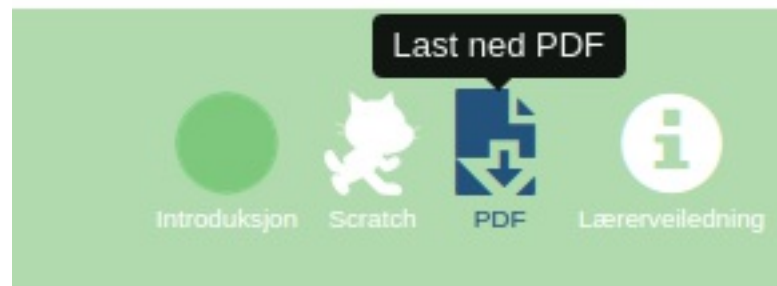 Last ned PDF
Introduksjon
Scratch
PDF
Lærerveiledning